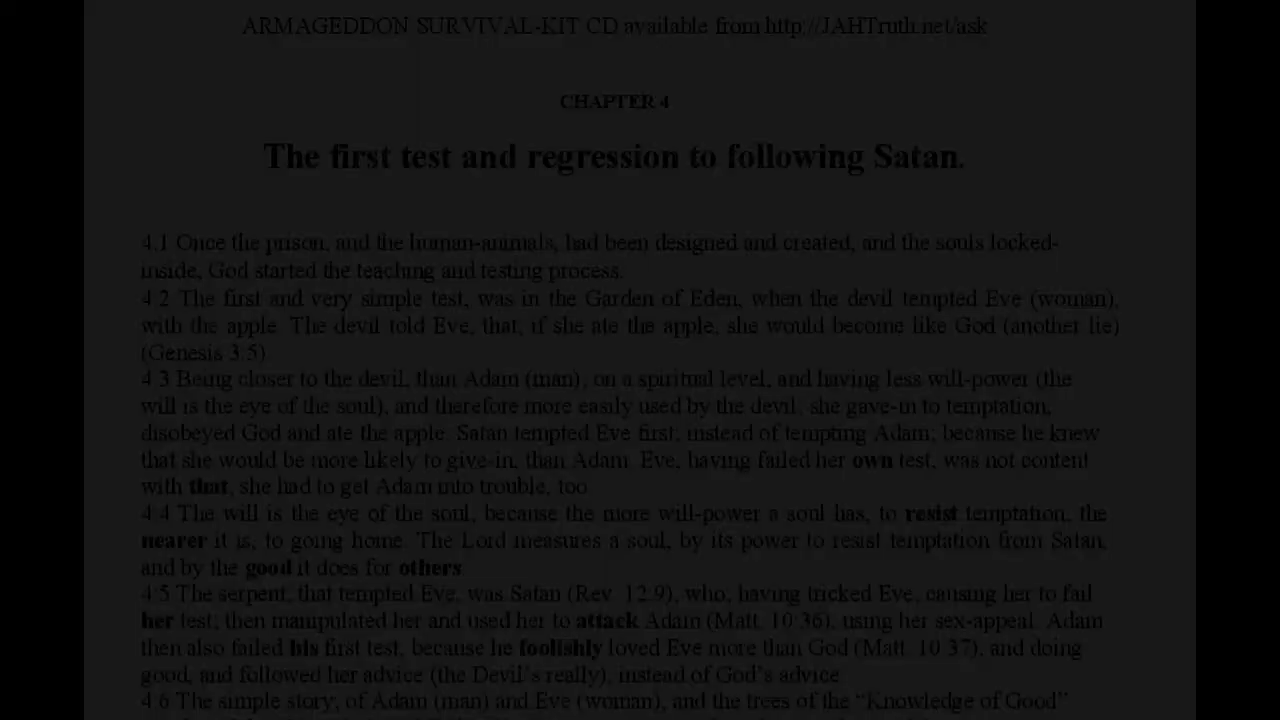 ARMAGEDDON SURVIVAL-KIT CD available from http://JAHTruth.net/ask
CHAPTER 4
The first test and regression to following Satan.
4.1 Once the prison, and the human-animals, had been designed and created, and the souls locked-
inside, God started the teaching and testing process.
4.2 The first and very simple test, was in the Garden of Eden, when the devil tempted Eve (woman),
with the apple. The devil told Eve, that, if she ate the apple, she would become like God (another lie)
(Genesis 3:5).
4.3 Being closer to the devil, than Adam (man), on a spiritual level, and having less will-power (the
will is the eye of the soul), and therefore more easily used by the devil, she gave-in to temptation,
disobeyed God and ate the apple. Satan tempted Eve first, instead of tempting Adam; because he knew
that she would be more likely to give-in, than Adam. Eve, having failed her own test, was not content
with that, she had to get Adam into trouble, too.
4.4 The will is the eye of the soul, because the more will-power a soul has, to resist temptation, the
nearer it is, to going home. The Lord measures a soul, by its power to resist temptation from Satan,
and by the good it does for others.
4:5 The serpent, that tempted Eve, was Satan (Rev. 12:9), who, having tricked Eve, causing her to fail
her test, then manipulated her and used her to attack Adam (Matt. 10:36), using her sex-appeal. Adam
then also failed his first test, because he foolishly loved Eve more than God (Matt. 10:37), and doing
good, and followed her advice (the Devil's really), instead of God's advice.
4.6 The simple story, of Adam (man) and Eve (woman), and the trees of the “Knowledge of Good”